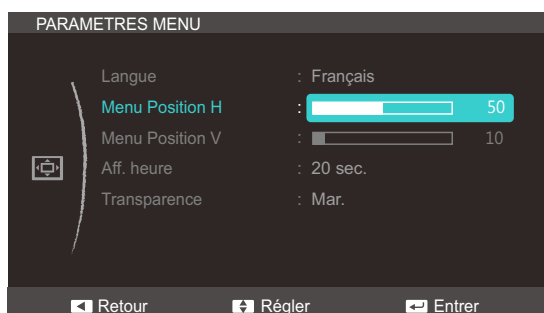 PARAMETRES MENU
Langue : Français
Menu Position H : 50
Menu Position V : 10
Aff. heure : 20 sec.
Transparence : Mar.
Retour Régler Entrer